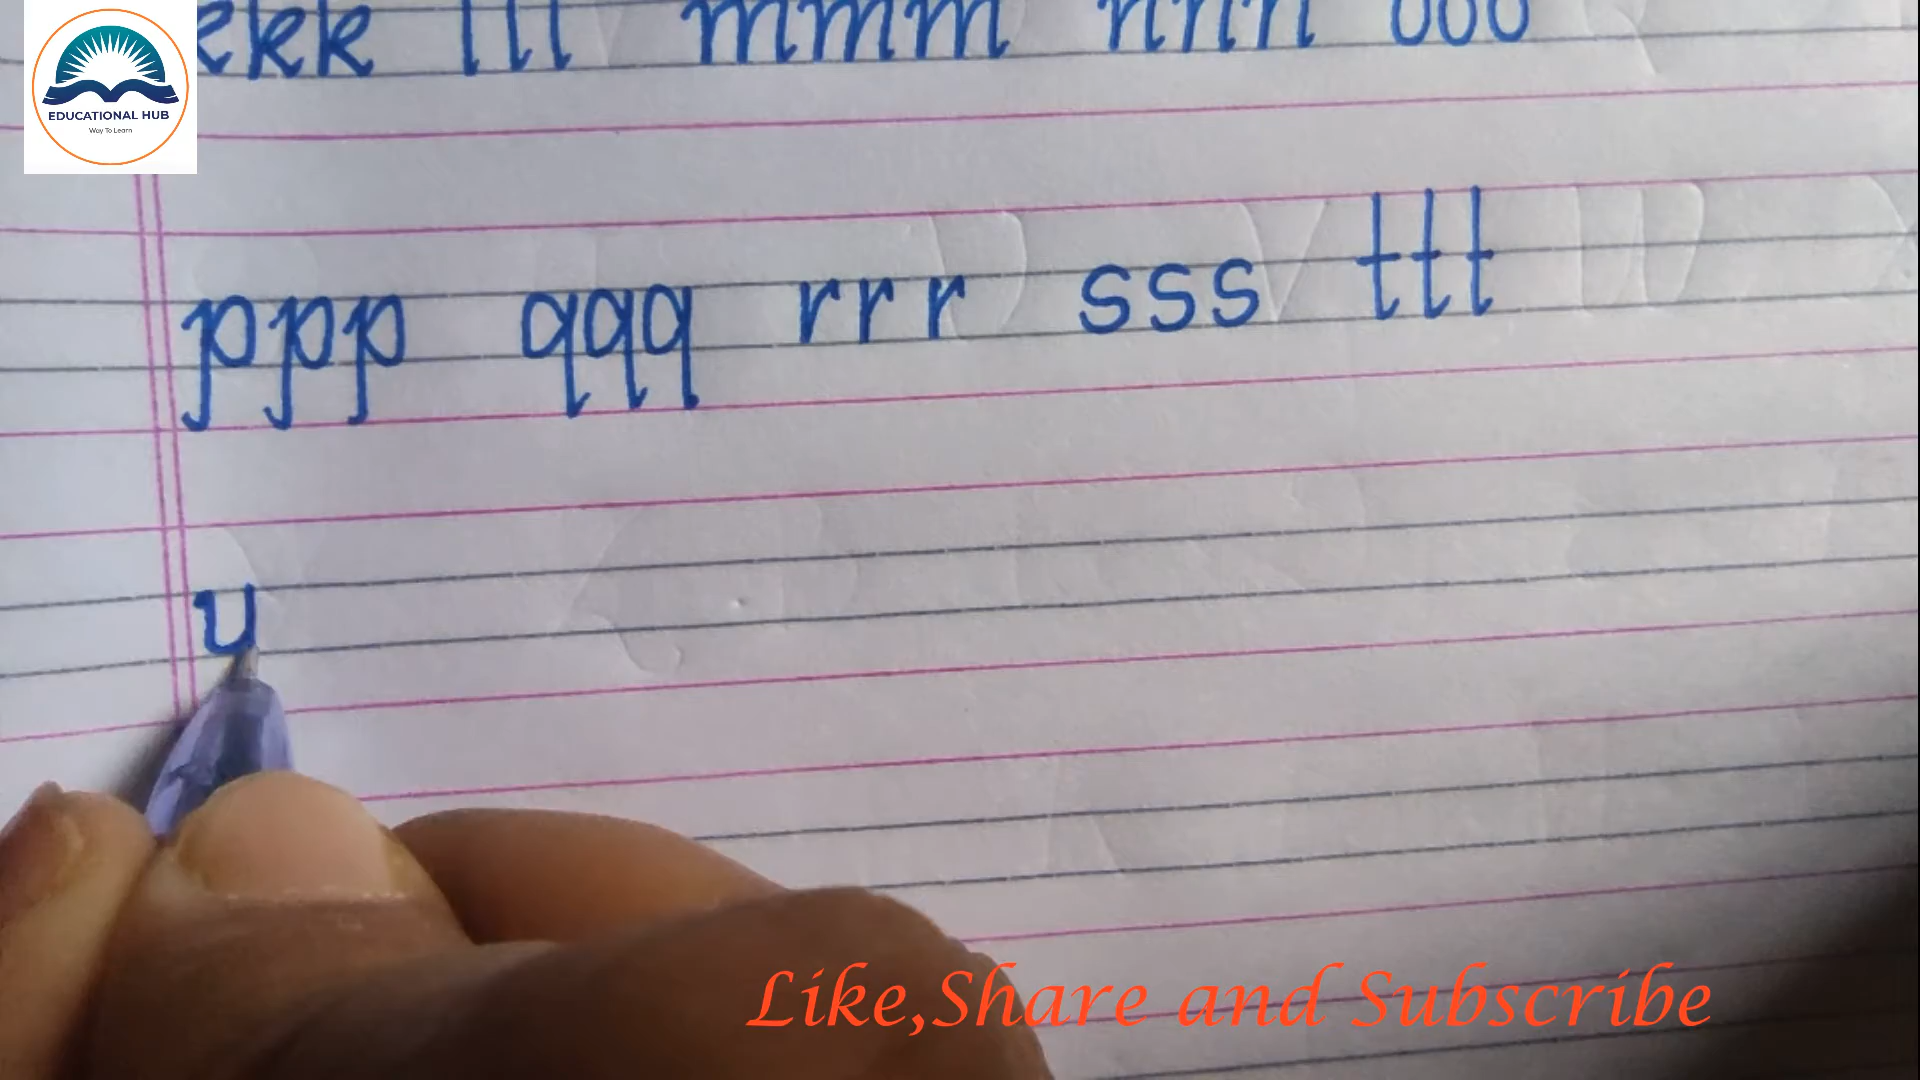 EDUCATIONAL HUB
Way To Learn
kkk lll mmm nnn ooo
ppp qqq rrr sss ttt
u
Like,Share and Subscribe